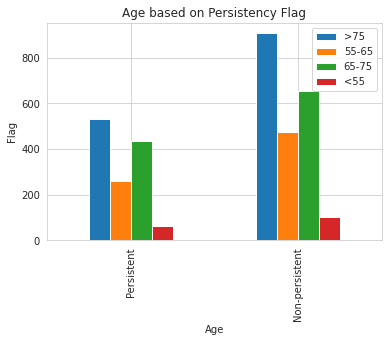 Age based on Persistency Flag
>75
55-65
65-75
<55
Flag
800
600
400
200
0
Persistent
Non-persistent
Age